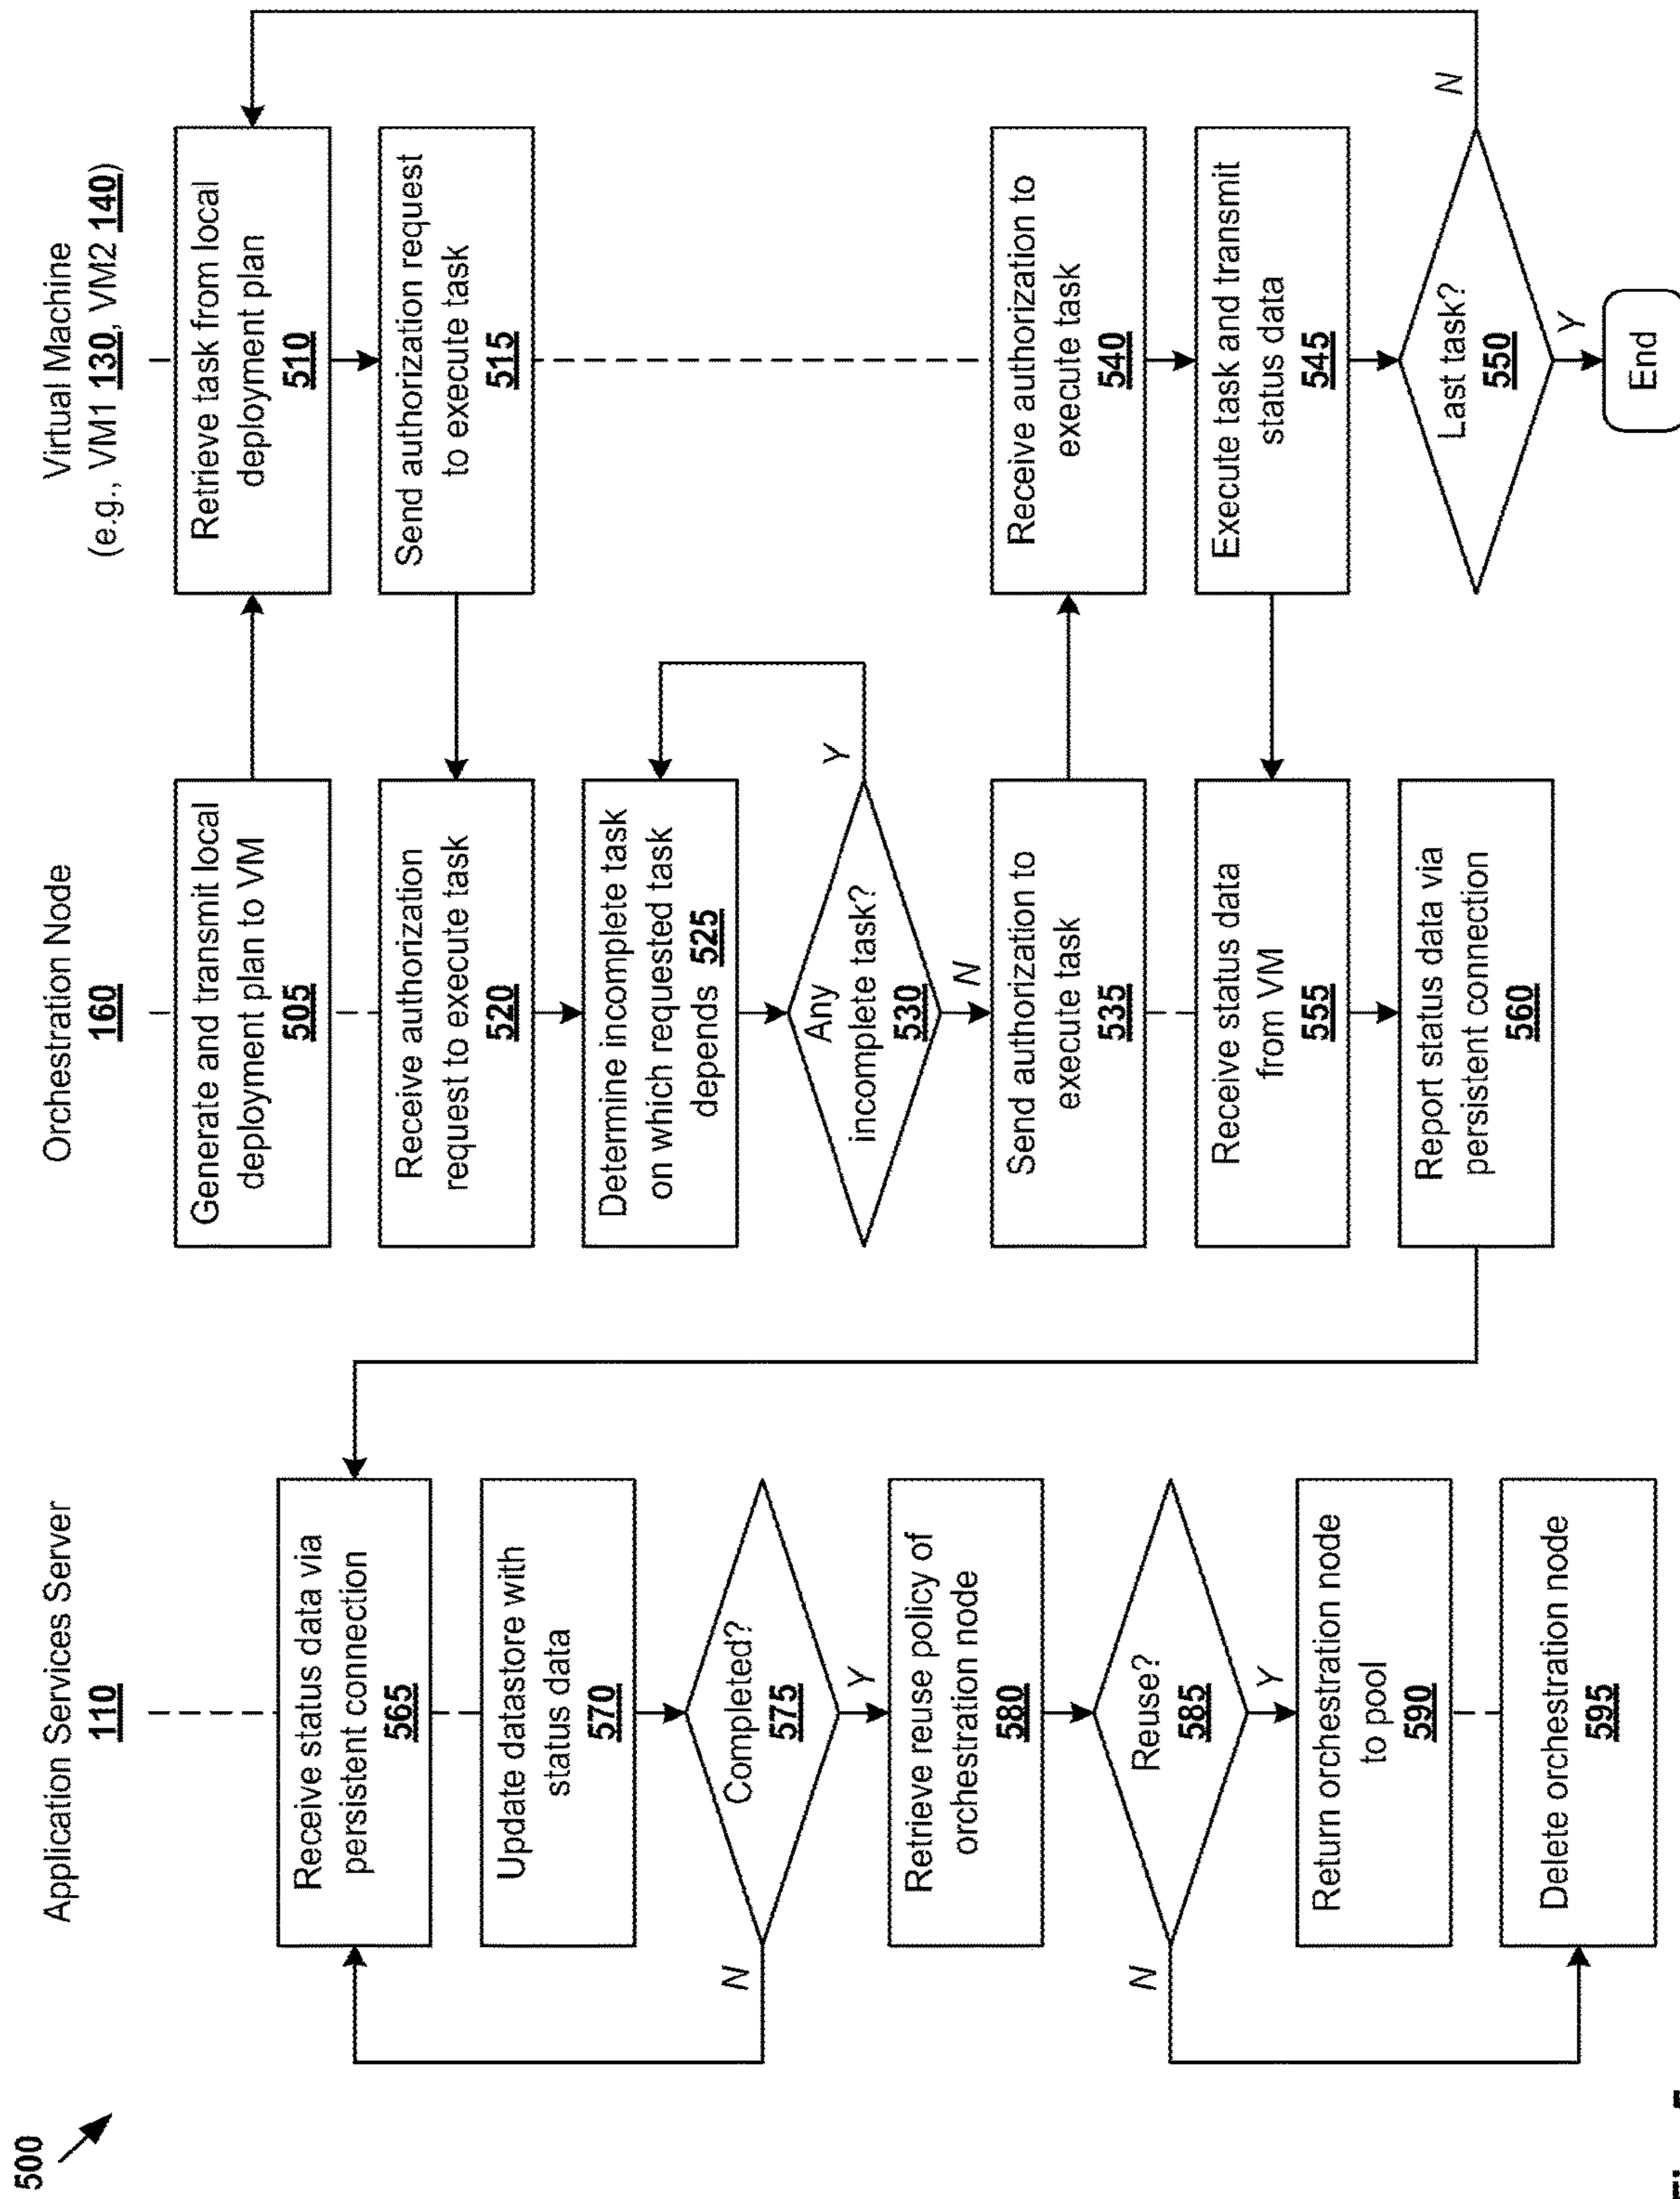 500
Application Services Server
110
Receive status data via
persistent connection
565
Update datastore with
status data
570
Completed?
575
N
Y
Retrieve reuse policy of
orchestration node
580
Reuse?
585
N
Y
Return orchestration node
to pool
590
Delete orchestration node
595
Orchestration Node
160
Generate and transmit local
deployment plan to VM
505
Receive authorization
request to execute task
520
Determine incomplete task
on which requested task
depends 525
Any
incomplete task?
530
Y
N
Send authorization to
execute task
535
Receive status data
from VM
555
Report status data via
persistent connection
560
Virtual Machine
(e.g., VM1 130, VM2 140)
Retrieve task from local
deployment plan
510
Send authorization request
to execute task
515
Receive authorization to
execute task
540
Execute task and transmit
status data
545
Last task?
550
N
Y
End